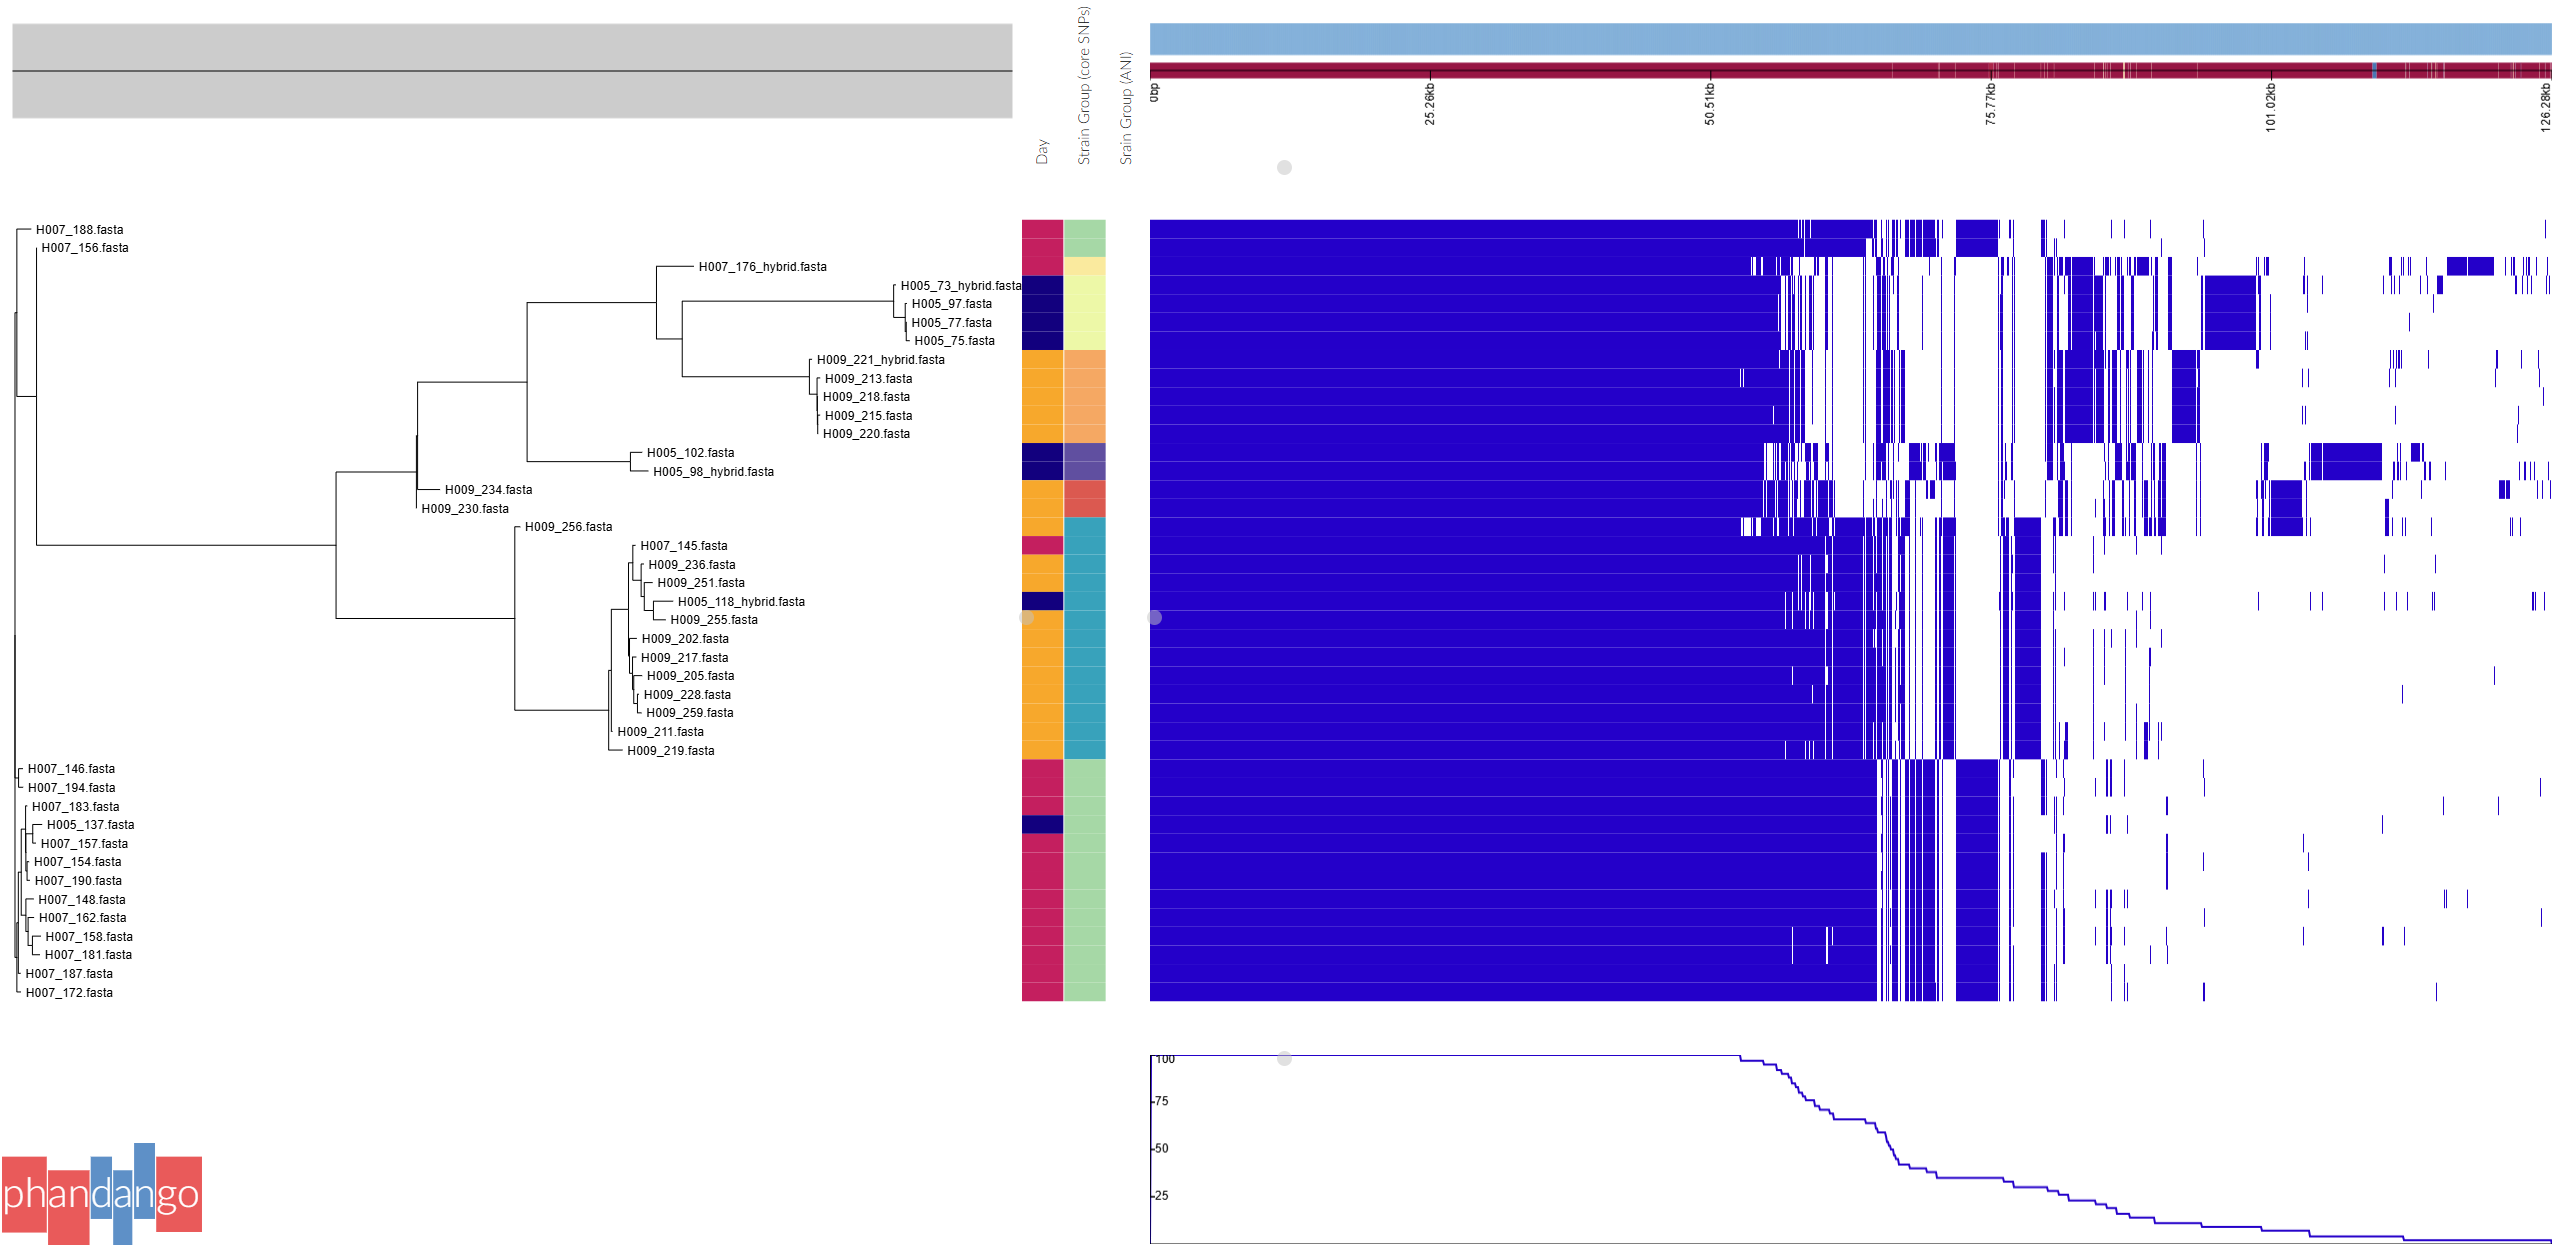 Day
Strain Group (core SNPs)
Srain Group (ANI)
0bp
25.26kb
50.51kb
75.77kb
101.02kb
126.28kb
H007_188.fasta
H007_156.fasta
H007_176_hybrid.fasta
H005_73_hybrid.fasta
H005_97.fasta
H005_77.fasta
H005_75.fasta
H009_221_hybrid.fasta
H009_213.fasta
H009_218.fasta
H009_215.fasta
H009_220.fasta
H005_102.fasta
H005_98_hybrid.fasta
H009_234.fasta
H009_230.fasta
H009_256.fasta
H007_145.fasta
H009_236.fasta
H009_251.fasta
H005_118_hybrid.fasta
H009_255.fasta
H009_202.fasta
H009_217.fasta
H009_205.fasta
H009_228.fasta
H009_259.fasta
H009_211.fasta
H009_219.fasta
H007_146.fasta
H007_194.fasta
H007_183.fasta
H005_137.fasta
H007_157.fasta
H007_154.fasta
H007_190.fasta
H007_148.fasta
H007_162.fasta
H007_158.fasta
H007_181.fasta
H007_187.fasta
H007_172.fasta
100
75
50
25
phandango